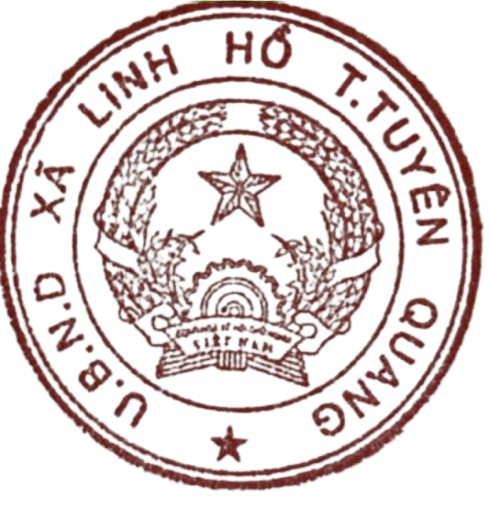 U.B.N.D XÃ LINH HỒ T.TUYÊN QUANG
VIỆT NAM